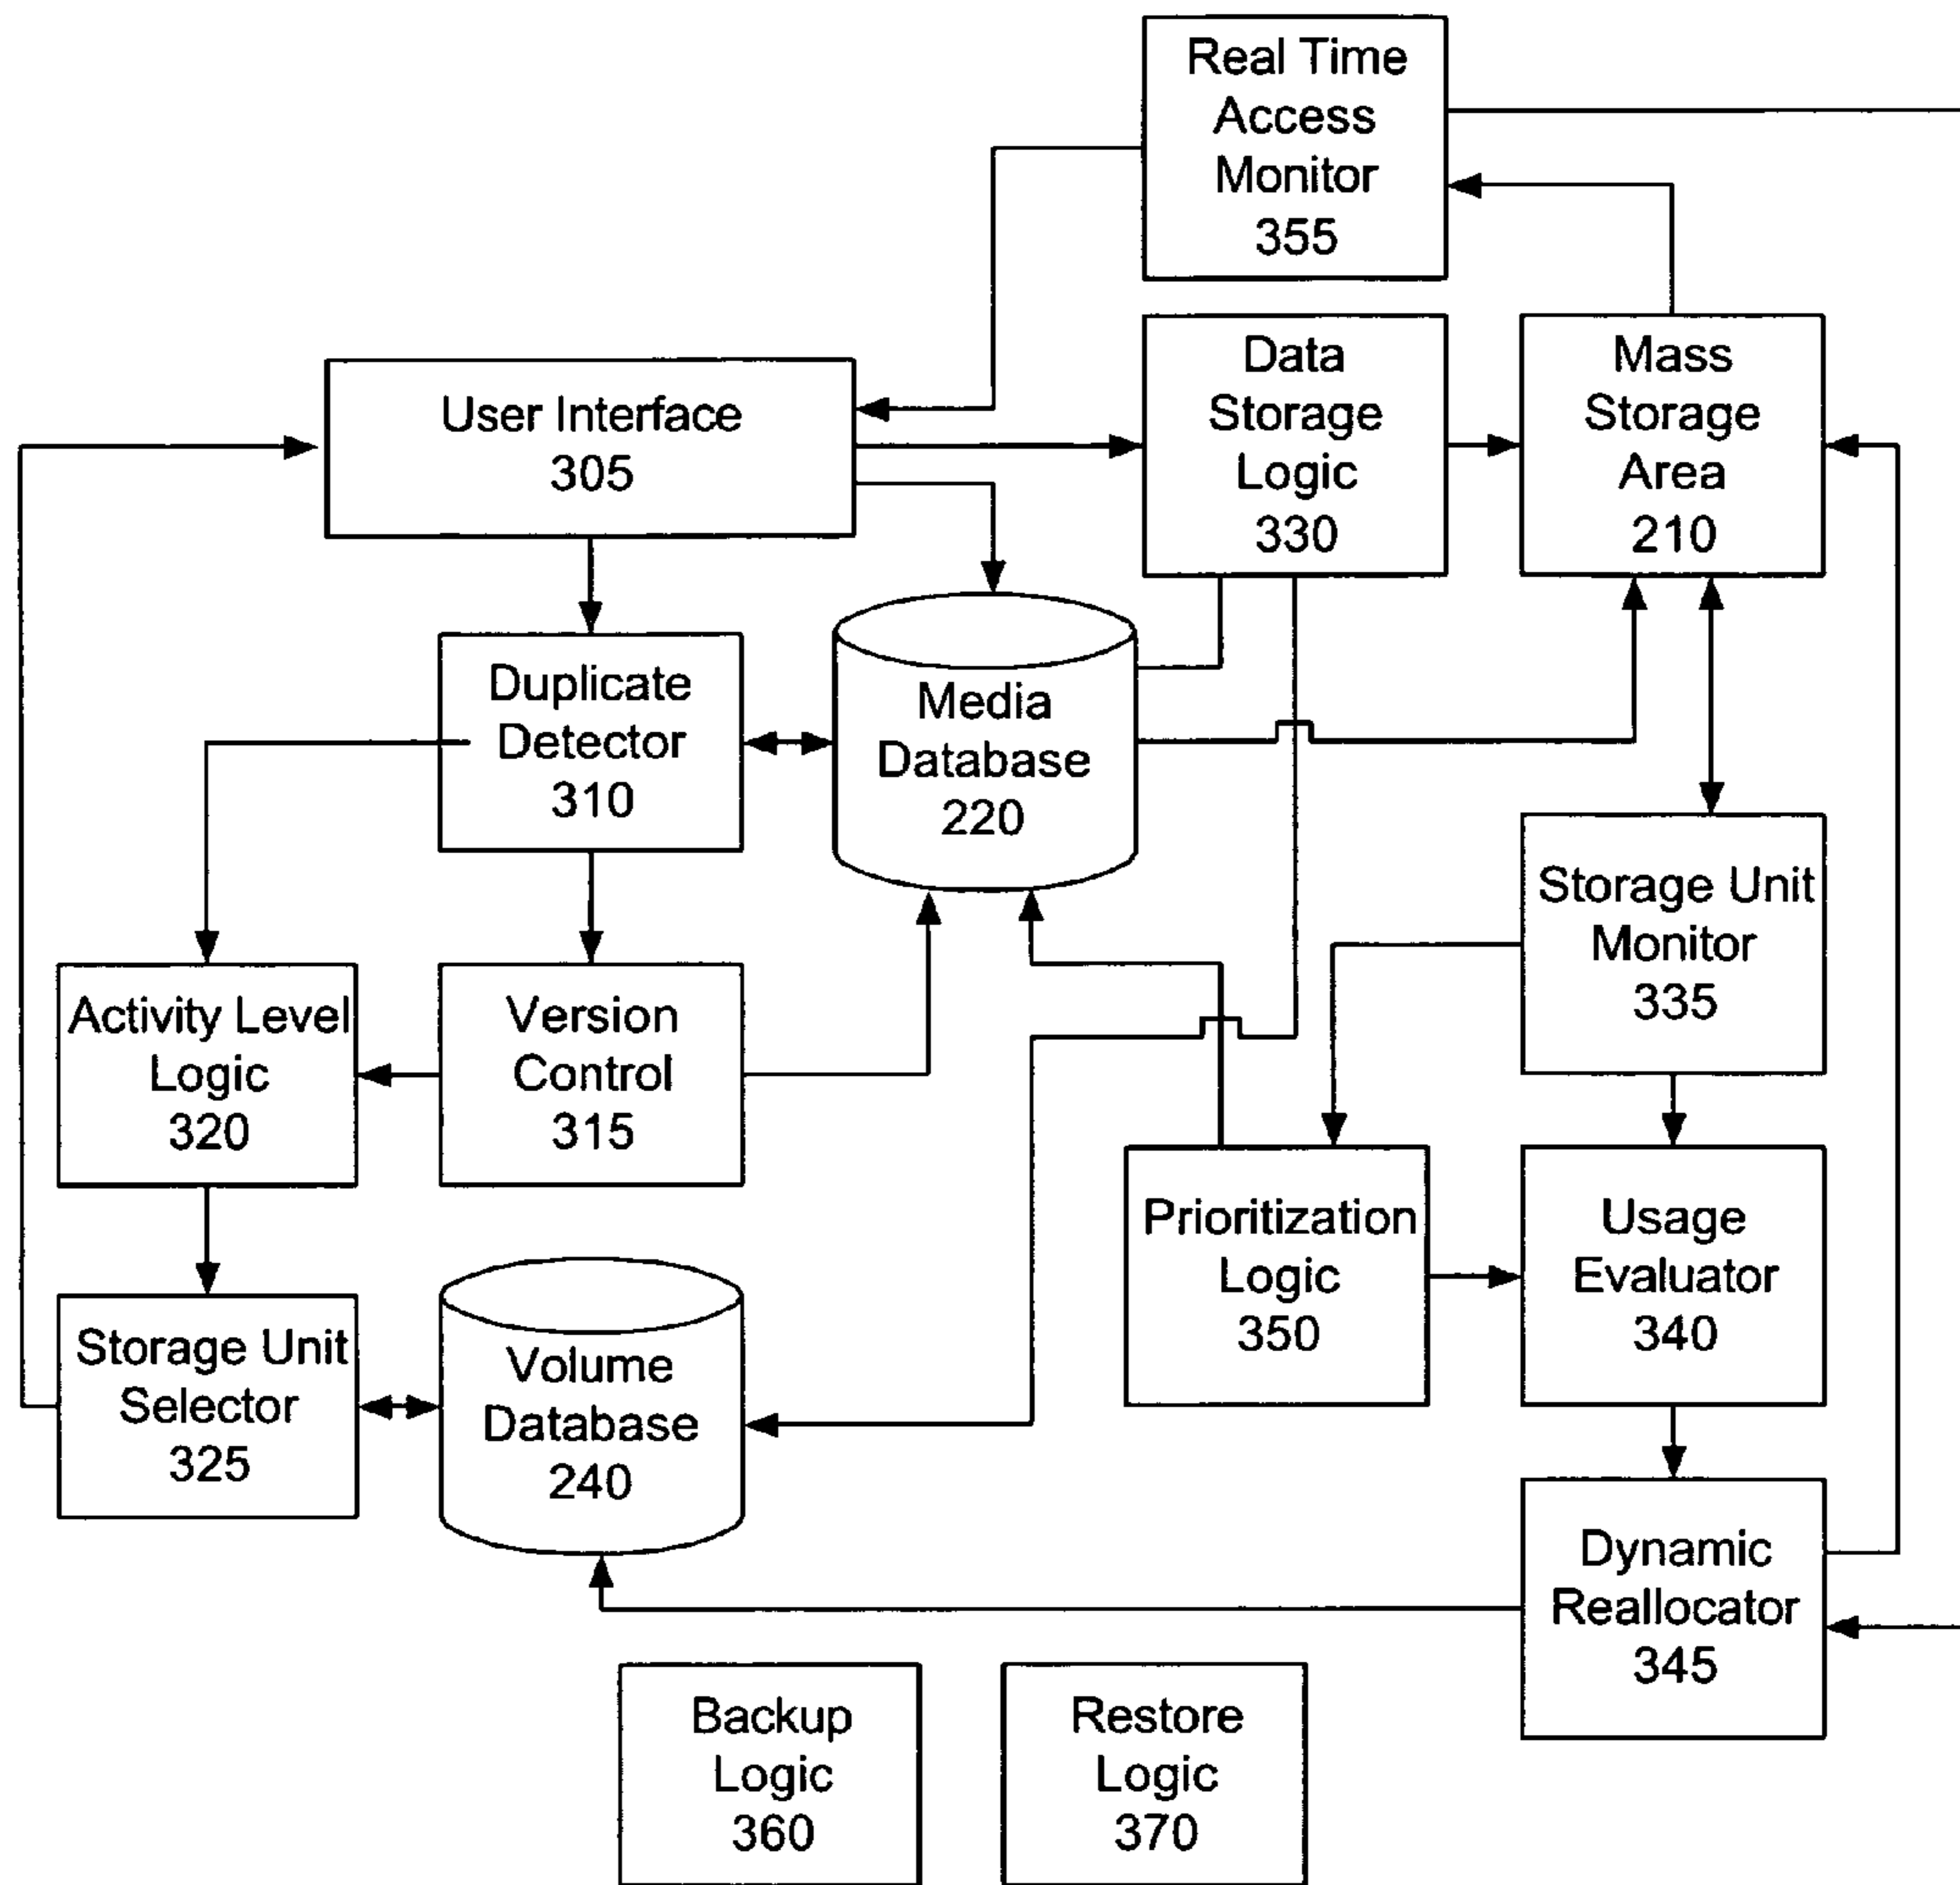 Real Time
Access
Monitor
355
User Interface
305
Data
Storage
Logic
330
Mass
Storage
Area
210
Duplicate
Detector
310
Media
Database
220
Storage Unit
Monitor
335
Activity Level
Logic
320
Version
Control
315
Prioritization
Logic
350
Usage
Evaluator
340
Storage Unit
Selector
325
Volume
Database
240
Dynamic
Reallocator
345
Backup
Logic
360
Restore
Logic
370